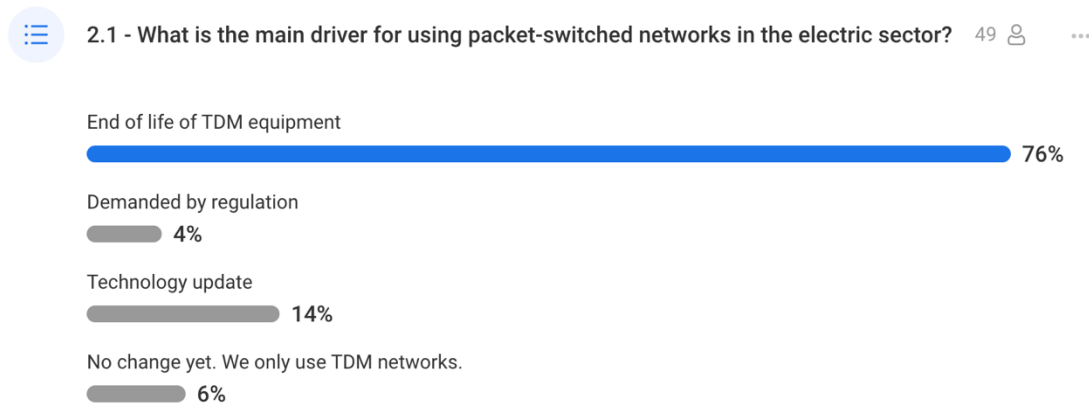 2.1 - What is the main driver for using packet-switched networks in the electric sector? 49
End of life of TDM equipment
76%
Demanded by regulation
4%
Technology update
14%
No change yet. We only use TDM networks.
6%